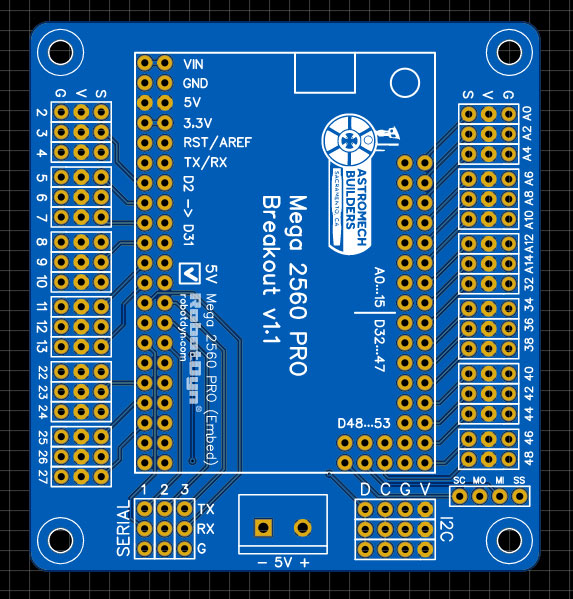 G V S
2
3
4
5
6
7
8
9
10
11
12
13
22
23
24
25
26
27
VIN
GND
5V
3.3V
RST/AREF
TX/RX
D2 -> D31
ASTROMECH
BUILDERS
SACRAMENTO, CA
Mega 2560 PRO
Breakout v1.1
5V Mega 2560 PRO (Embed)
RobotDyn®
robotdyn.com
A0...15 | D32...47
D48...53
S V G
A0
A2
A4
A6
A8
A10
A12
A14
32
34
36
38
40
42
44
46
48
SC MO MI SS
1 2 3
SERIAL
TX
RX
G
- 5V +
D C G V
I2C